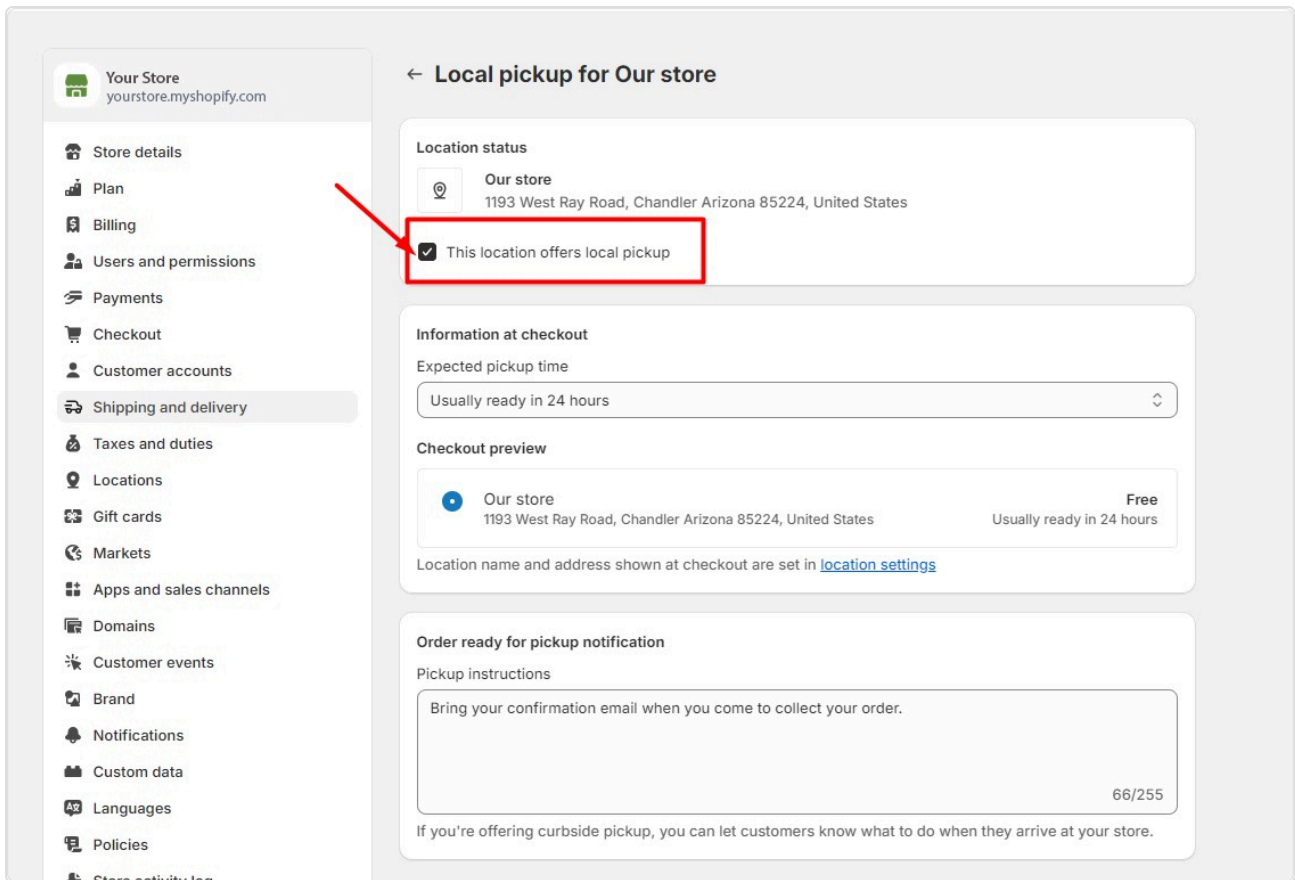 Your Store
yourstore.myshopify.com
Store details
Plan
Billing
Users and permissions
Payments
Checkout
Customer accounts
Shipping and delivery
Taxes and duties
Locations
Gift cards
Markets
Apps and sales channels
Domains
Customer events
Brand
Notifications
Custom data
Languages
Policies
Store activity log
← Local pickup for Our store
Location status
Our store
1193 West Ray Road, Chandler Arizona 85224, United States
This location offers local pickup
Information at checkout
Expected pickup time
Usually ready in 24 hours
Checkout preview
Our store Free
1193 West Ray Road, Chandler Arizona 85224, United States Usually ready in 24 hours
Location name and address shown at checkout are set in location settings
Order ready for pickup notification
Pickup instructions
Bring your confirmation email when you come to collect your order.
66/255
If you're offering curbside pickup, you can let customers know what to do when they arrive at your store.